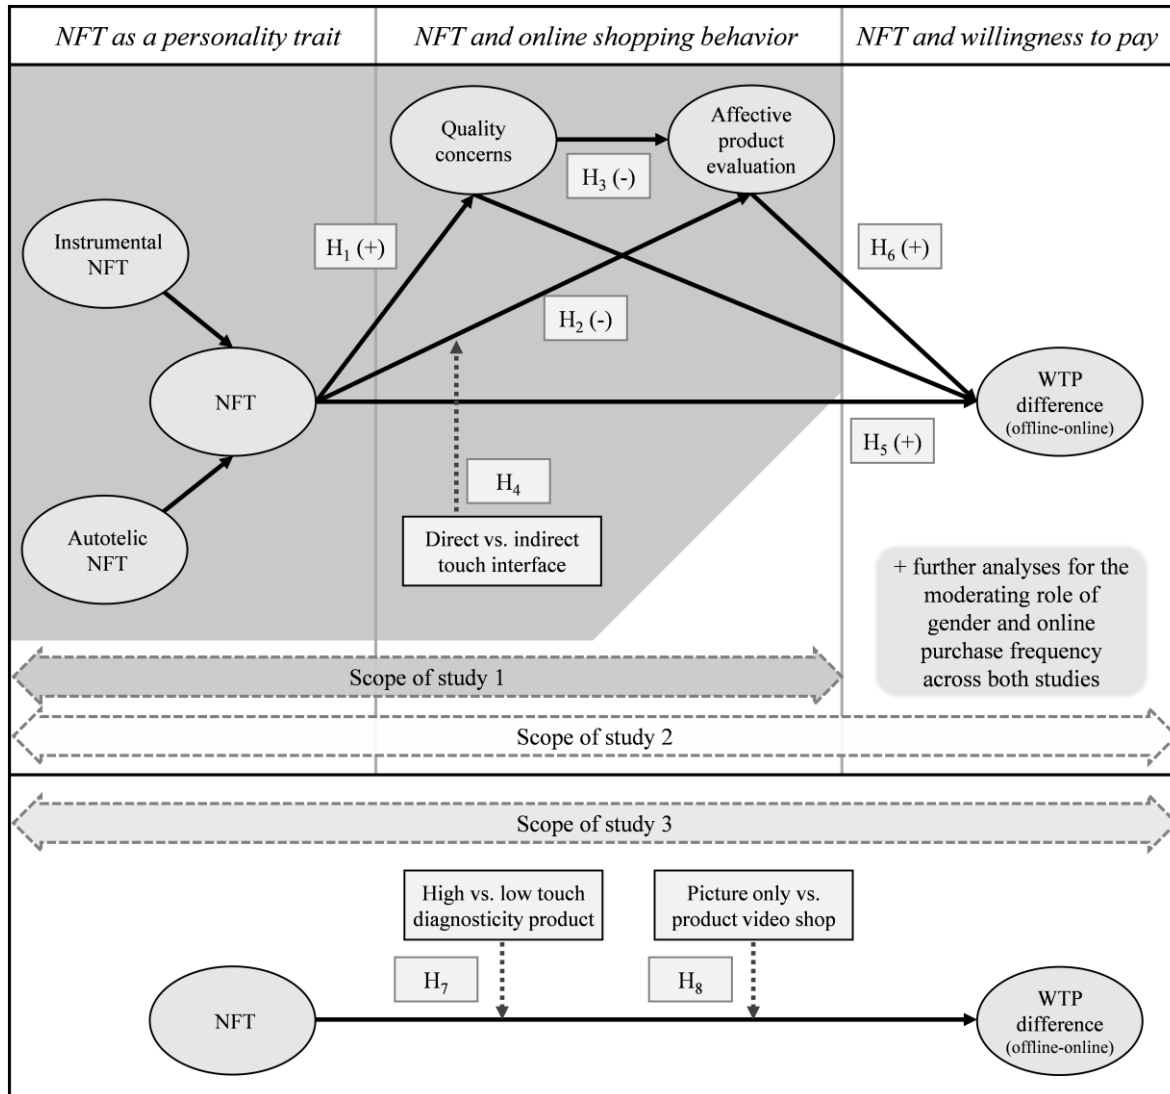 NFT as a personality trait
NFT and online shopping behavior
NFT and willingness to pay
Quality
concerns
Affective
product
evaluation
H₃ (-)
Instrumental
NFT
H₁ (+)
H₆ (+)
H₂ (-)
NFT
WTP
difference
(offline-online)
H₅ (+)
H₄
Autotelic
NFT
Direct vs. indirect
touch interface
+ further analyses for the
moderating role of
gender and online
purchase frequency
across both studies
Scope of study 1
Scope of study 2
Scope of study 3
High vs. low touch
diagnosticity product
Picture only vs.
product video shop
H₇
H₈
NFT
WTP
difference
(offline-online)